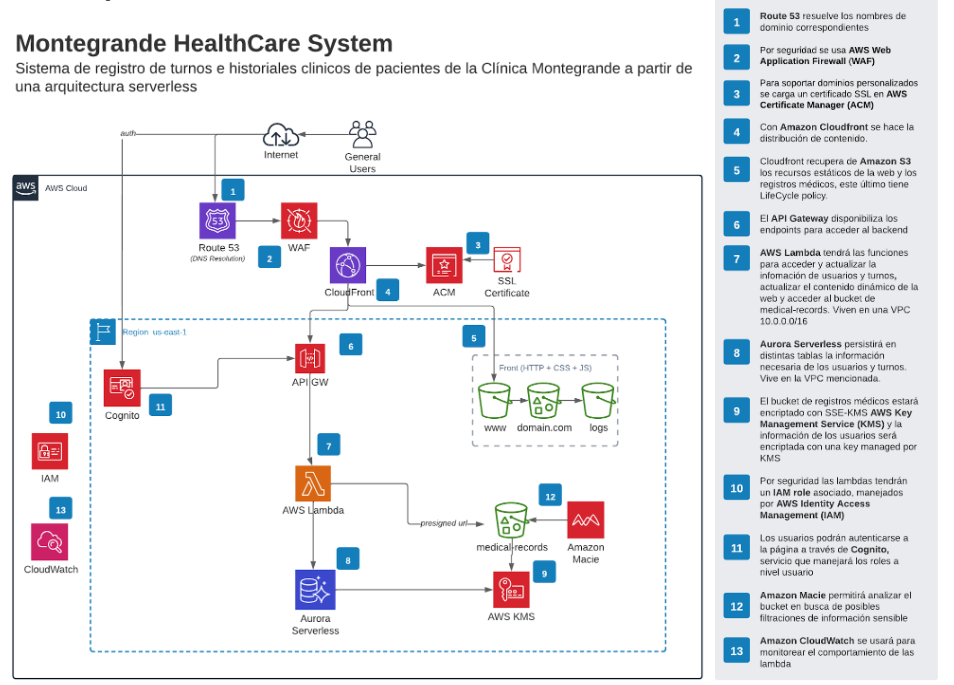 Montegrande HealthCare System
Sistema de registro de turnos e historiales clinicos de pacientes de la Clínica Montegrande a partir de
una arquitectura serverless
auth
Internet
General
Users
aws
AWS Cloud
1
53
Route 53
(DNS Resolution)
2
WAF
CloudFront
4
3
ACM
SSL
Certificate
Region us-east-1
6
API GW
5
Front (HTTP + CSS + JS)
www
domain.com
logs
Cognito
11
10
IAM
13
CloudWatch
7
AWS Lambda
presigned url
12
medical-records
Amazon
Macie
8
Aurora
Serverless
9
AWS KMS
1
Route 53 resuelve los nombres de
dominio correspondientes
2
Por seguridad se usa AWS Web
Application Firewall (WAF)
3
Para soportar dominios personalizados
se carga un certificado SSL en AWS
Certificate Manager (ACM)
4
Con Amazon Cloudfront se hace la
distribución de contenido.
5
Cloudfront recupera de Amazon S3
los recursos estáticos de la web y los
registros médicos, este último tiene
LifeCycle policy.
6
El API Gateway disponibiliza los
endpoints para acceder al backend
7
AWS Lambda tendrá las funciones
para acceder y actualizar la
infomación de usuarios y turnos,
actualizar el contenido dinámico de la
web y acceder al bucket de
medical-records. Viven en una VPC
10.0.0.0/16
8
Aurora Serverless persistirá en
distintas tablas la información
necesaria de los usuarios y turnos.
Vive en la VPC mencionada.
9
El bucket de registros médicos estará
encriptado con SSE-KMS AWS Key
Management Service (KMS) y la
información de los usuarios será
encriptada con una key managed por
KMS
10
Por seguridad las lambdas tendrán
un IAM role asociado, manejados
por AWS Identity Access
Management (IAM)
11
Los usuarios podrán autenticarse a
la página a través de Cognito,
servicio que manejará los roles a
nivel usuario
12
Amazon Macie permitirá analizar el
bucket en busca de posibles
filtraciones de información sensible
13
Amazon CloudWatch se usará para
monitorear el comportamiento de las
lambda